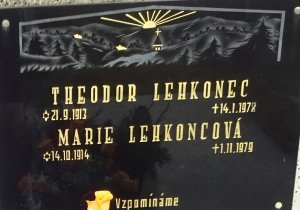 THEODOR LEHKONEC
✩21.9.1913 ✝14.1.1978
MARIE LEHKONCOVÁ
✩14.10.1914 ✝1.11.1979
Vzpomínáme